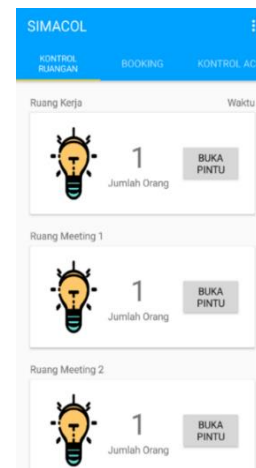 SIMACOL
KONTROL
RUANGAN
BOOKING
KONTROL AC
Ruang Kerja
Waktu
1
Jumlah Orang
BUKA
PINTU
Ruang Meeting 1
1
Jumlah Orang
BUKA
PINTU
Ruang Meeting 2
1
Jumlah Orang
BUKA
PINTU